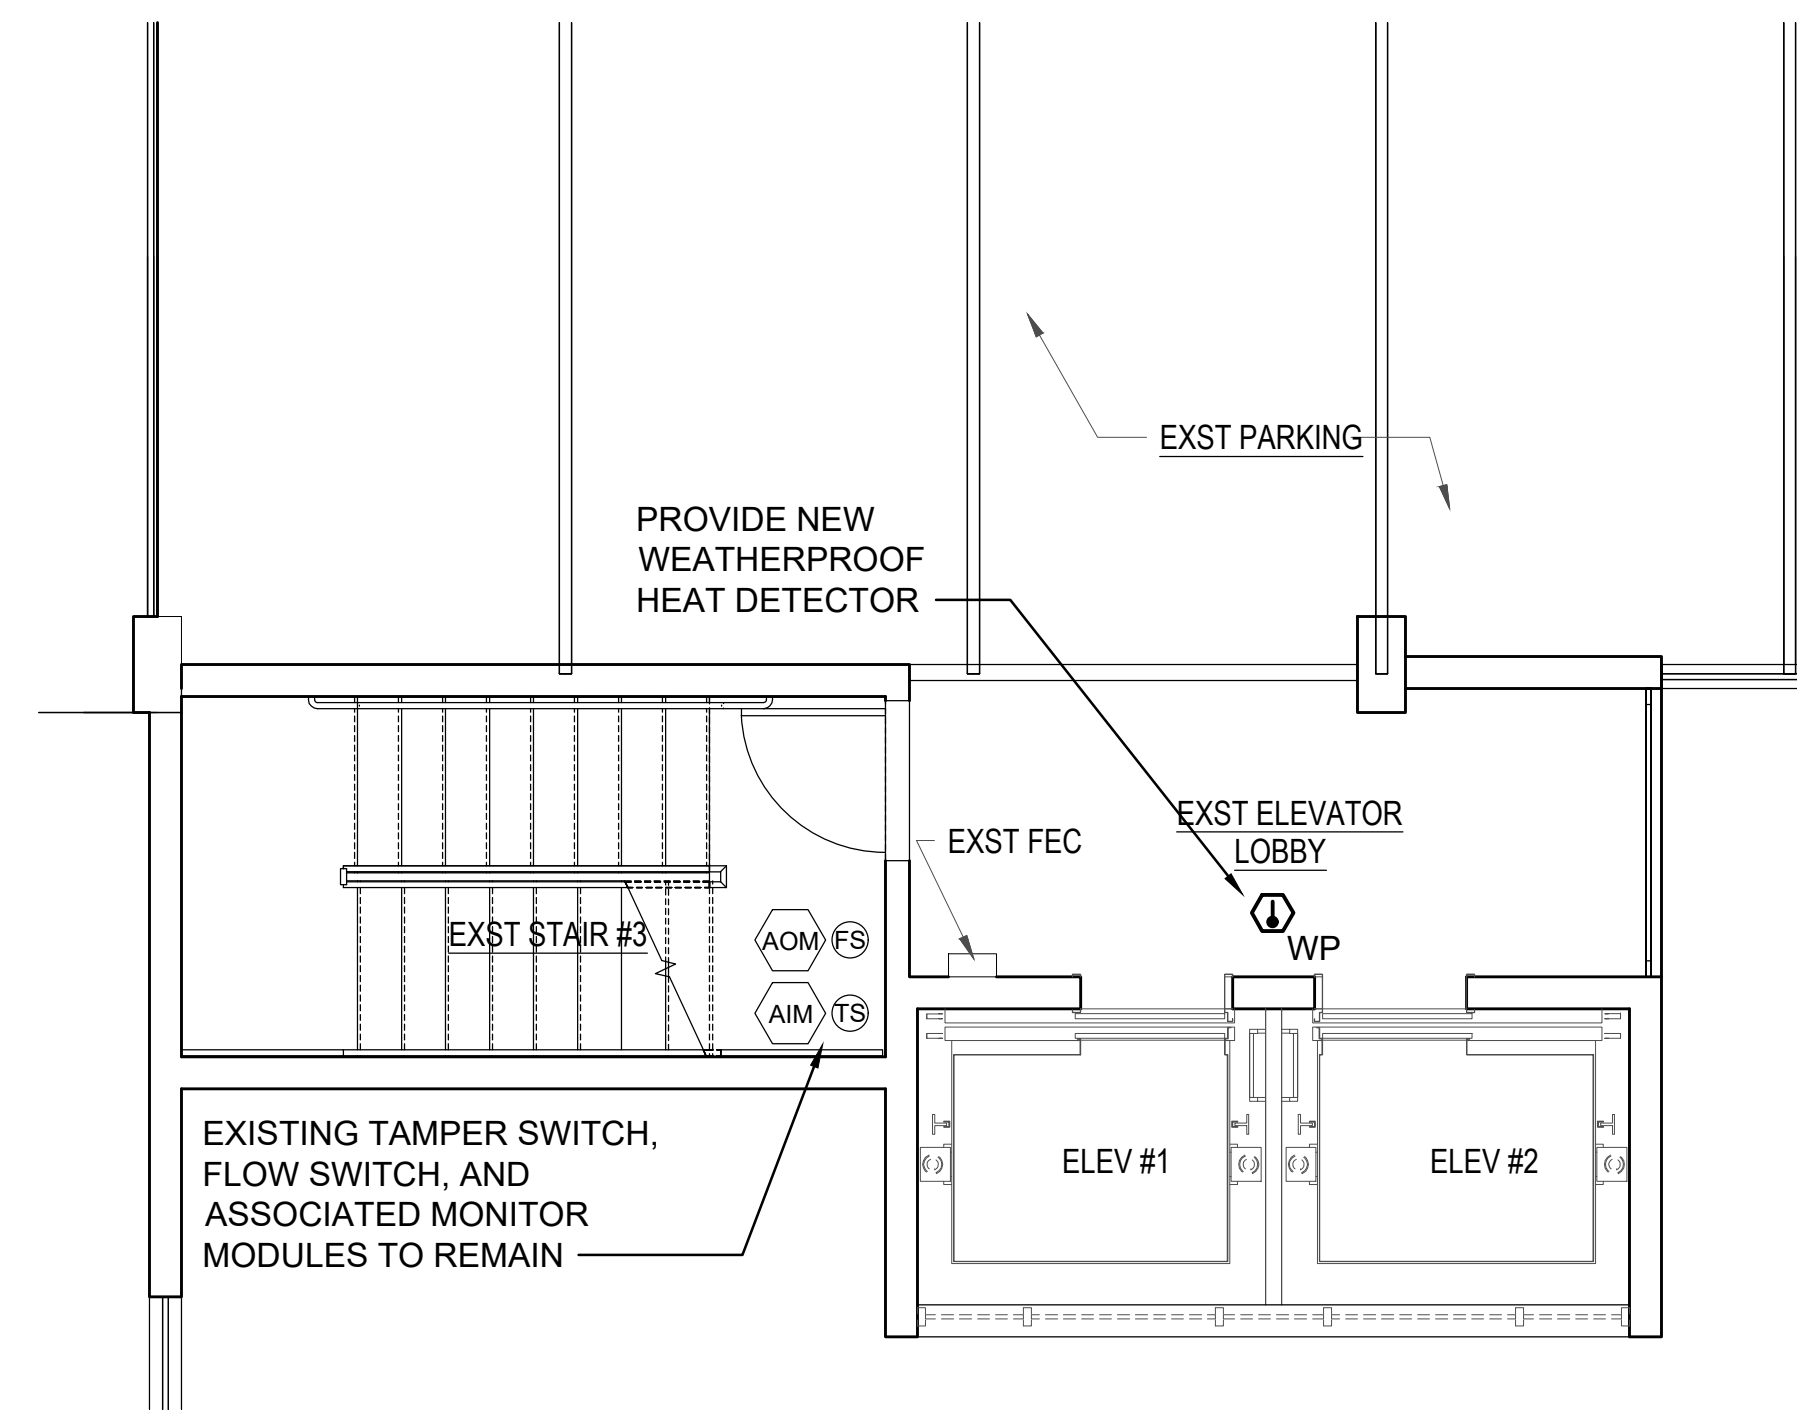 EXST PARKING
PROVIDE NEW
WEATHERPROOF
HEAT DETECTOR
EXST ELEVATOR
LOBBY
EXST FEC
WP
EXST STAIR #3
AOM
FS
AIM
TS
EXISTING TAMPER SWITCH,
FLOW SWITCH, AND
ASSOCIATED MONITOR
MODULES TO REMAIN
ELEV #1
ELEV #2